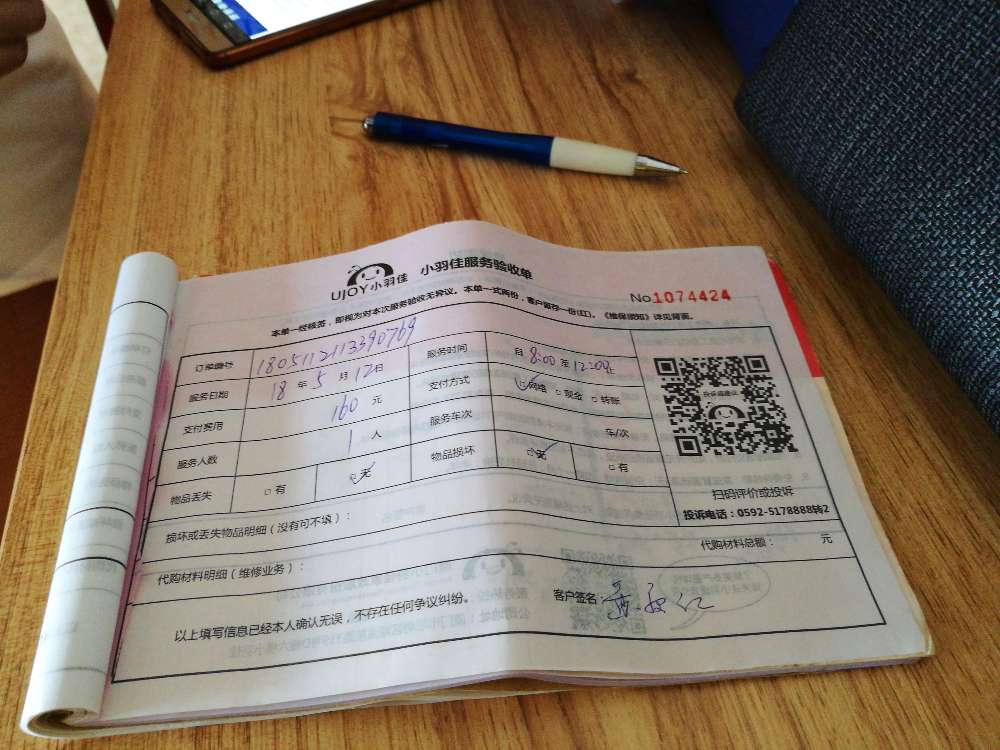 UJOY小羽佳 小羽佳服务验收单
No.1074424
本单一经核签，即视为对本次服务验收无异议。本单一式两份，客户留存一份(红)。《维保须知》详见背面。
订单编号 1805112113390769 服务时间 8:00 至 12:00
服务日期 18 年 5 月 12 日 支付方式 网络 □ 现金 □ 转账
支付费用 160 元 服务车次 车/次
服务人数 1 人 物品损坏 无 □ 有
物品丢失 □ 有 无
扫码评价或投诉
投诉电话：0592-5178888转2
损坏或丢失物品明细（没有可不填）：
代购材料明细（维修业务）： 代购材料总额： 元
以上填写信息已经本人确认无误，不存在任何争议纠纷。 客户签名：